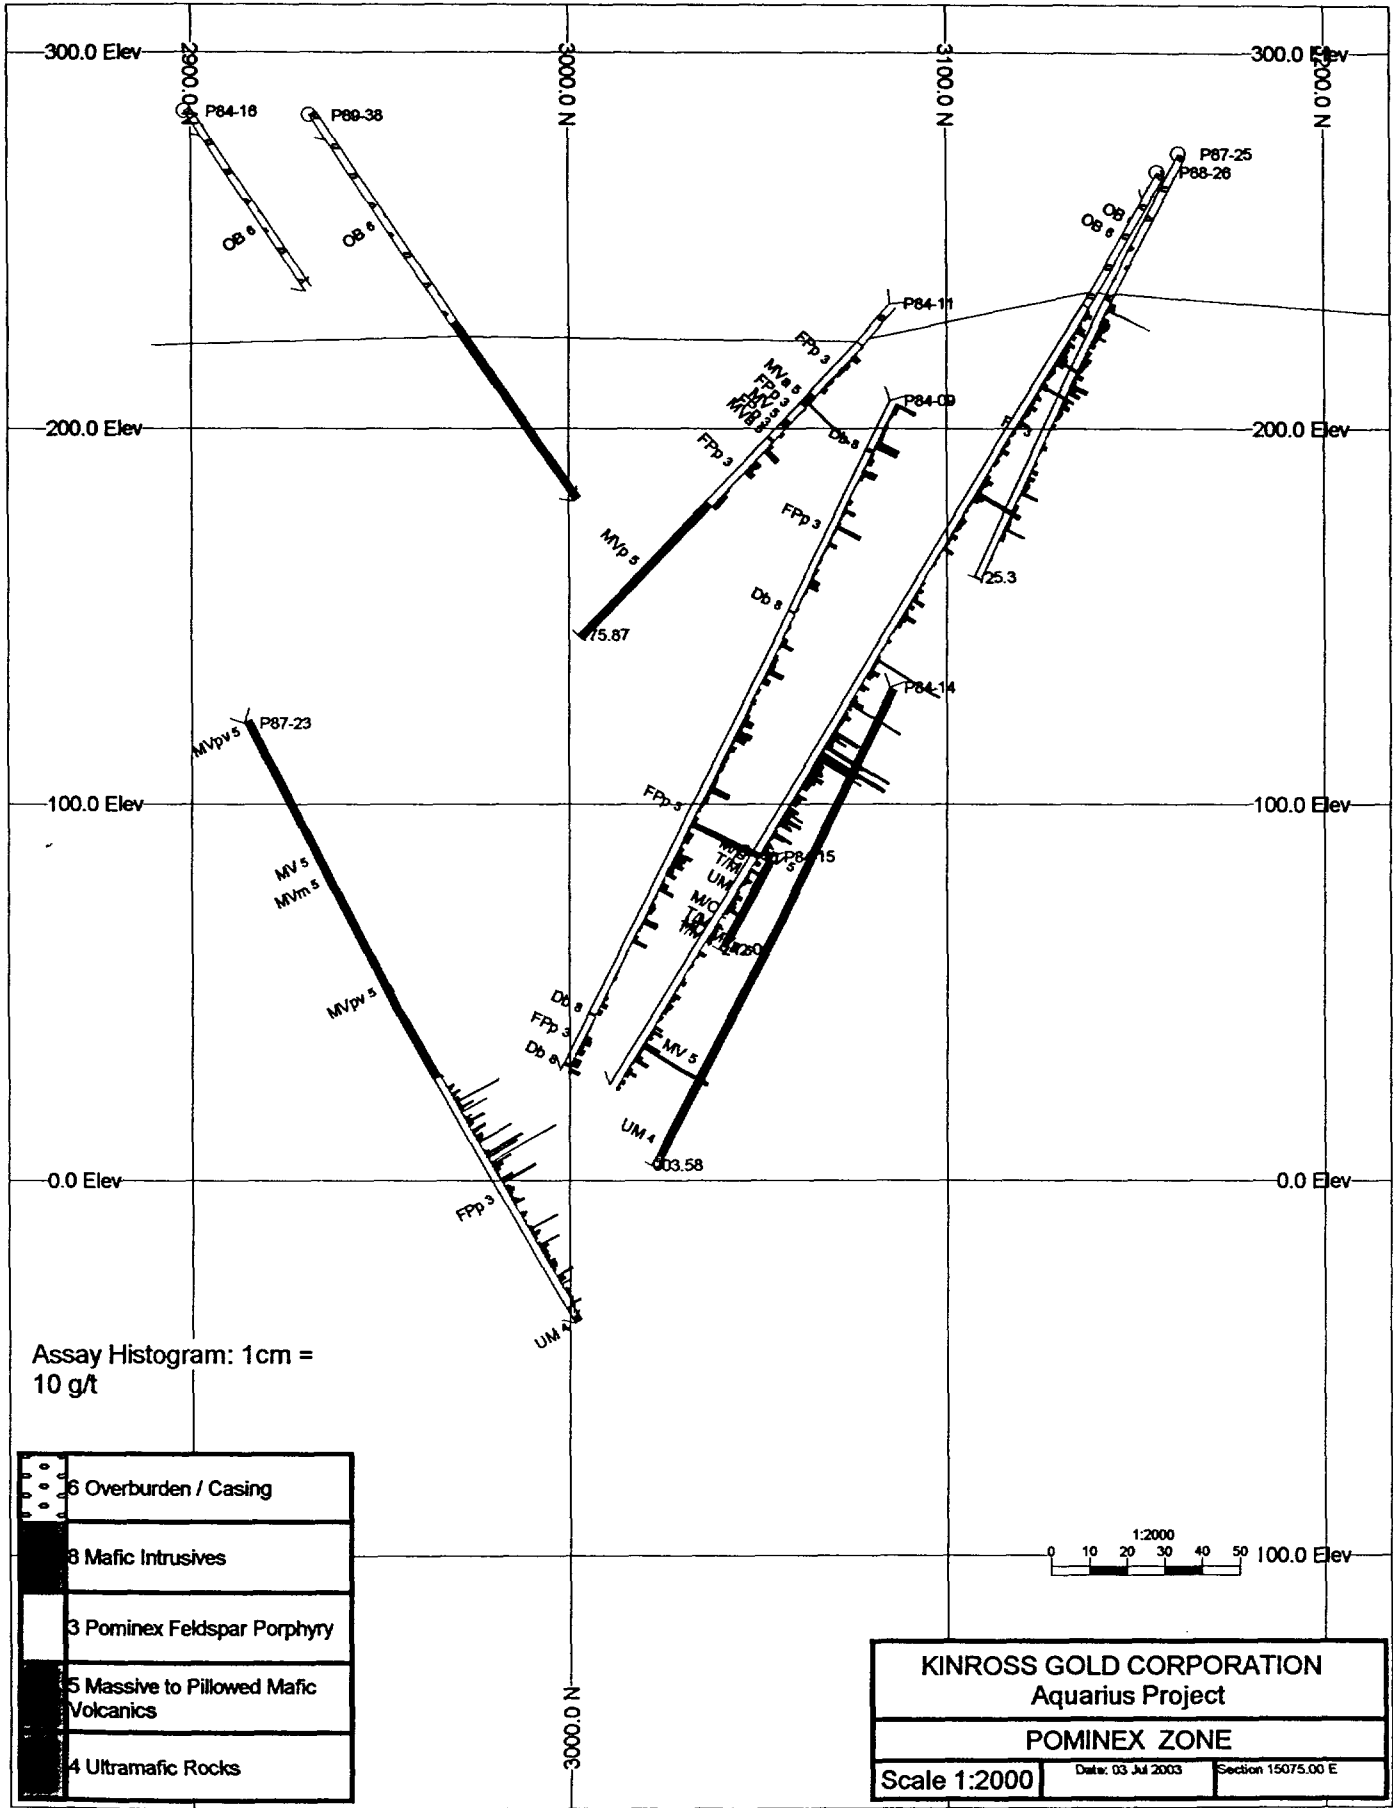 300.0 Elev
2900.0 N
3000.0 N
3100.0 N
300.0 Elev
P84-16
P89-38
P87-25
P88-26
OB 6
OB 6
OB
OB 6
P84-11
FPp 3
MVa 5
FPp 3
MV 5
P84-09
200.0 Elev
200.0 Elev
Db 8
FPp 3
FPp 3
MVp 5
25.3
Db 8
75.87
P84-14
P87-23
MVpv 5
100.0 Elev
100.0 Elev
FPp 3
T/M
UM
MV 5
MVm 5
MVpv 5
Db 8
FPp 3
Db 8
MV 5
UM 4
003.58
0.0 Elev
0.0 Elev
FPp 3
UM 4
Assay Histogram: 1cm =
10 g/t
6 Overburden / Casing
8 Mafic Intrusives
3 Pominex Feldspar Porphyry
5 Massive to Pillowed Mafic
Volcanics
4 Ultramafic Rocks
3000.0 N
1:2000
0 10 20 30 40 50
100.0 Elev
KINROSS GOLD CORPORATION
Aquarius Project
POMINEX ZONE
Scale 1:2000
Date: 03 Jul 2003
Section 15075.00 E